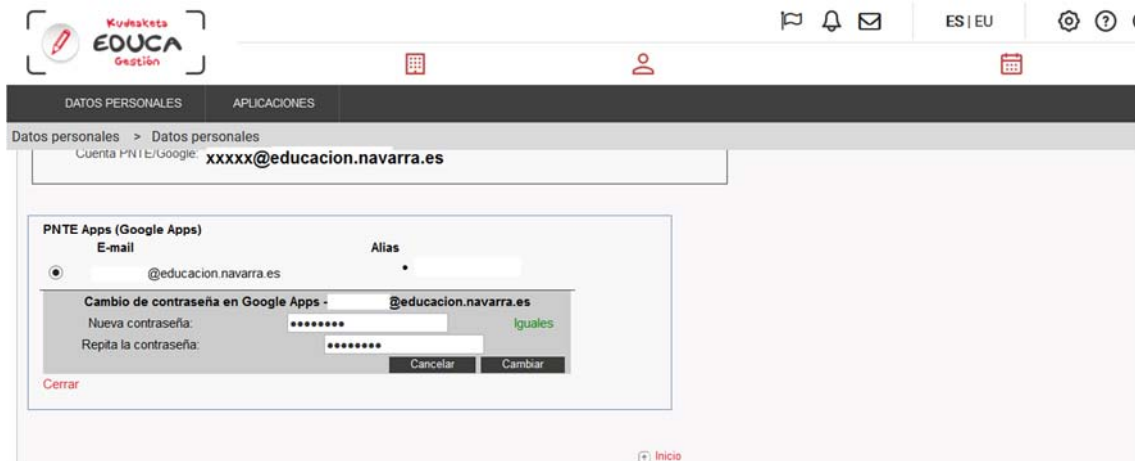 Kudeaketa
EDUCA
Gestión
ES | EU
DATOS PERSONALES APLICACIONES
Datos personales > Datos personales
Cuenta PNTE/Google: xxxxx@educacion.navarra.es
PNTE Apps (Google Apps)
E-mail Alias
@educacion.navarra.es
Cambio de contraseña en Google Apps - @educacion.navarra.es
Nueva contraseña: •••••••• Iguales
Repita la contraseña: ••••••••
Cancelar Cambiar
Cerrar
Inicio